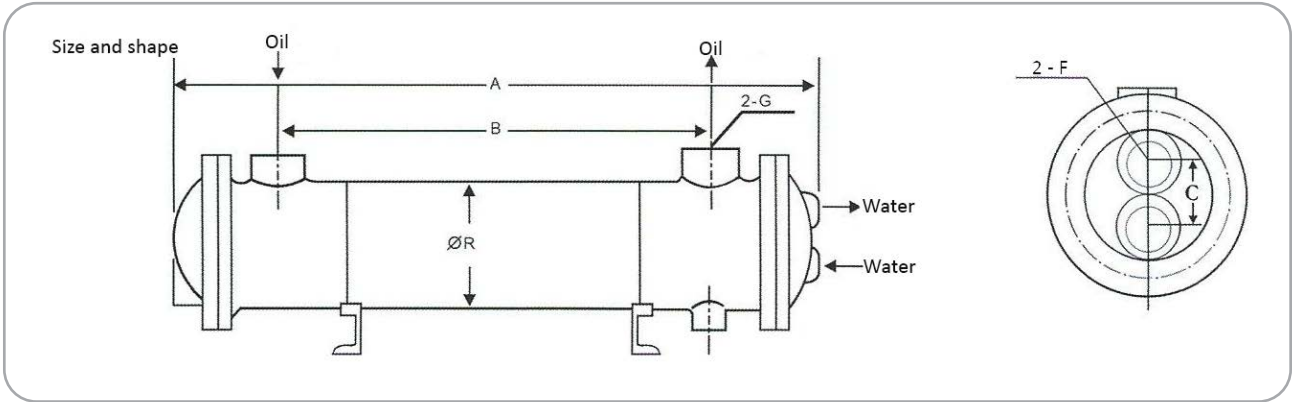 Size and shape
Oil
Oil
A
2-G
B
ØR
Water
Water
2 - F
C